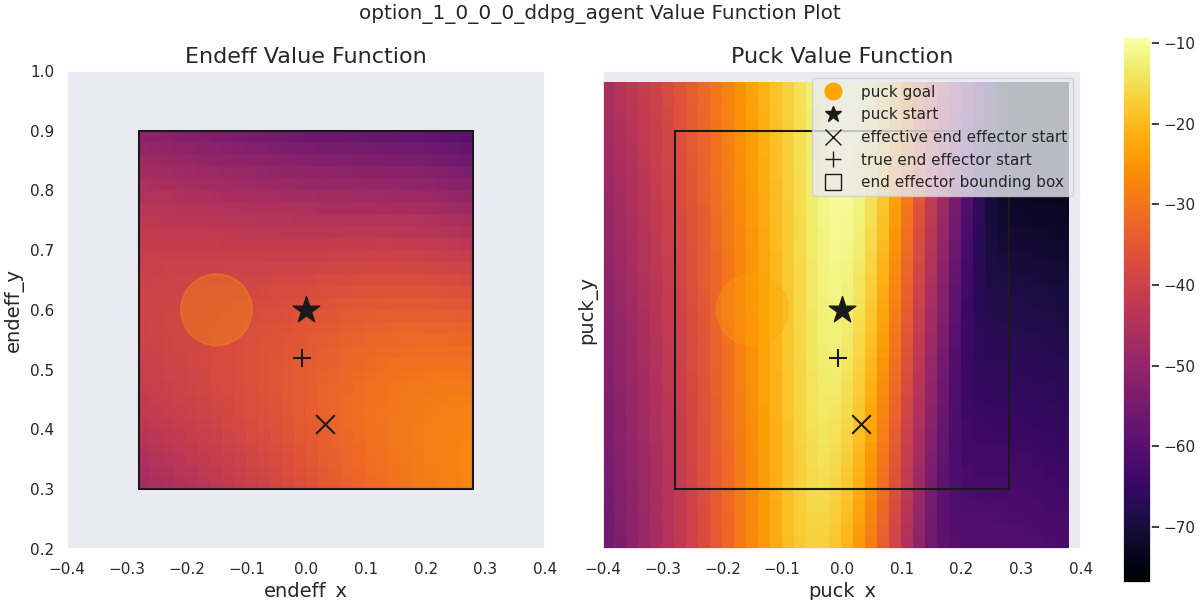 option_1_0_0_0_ddpg_agent Value Function Plot
Endeff Value Function
1.0
0.9
0.8
0.7
0.6
0.5
0.4
0.3
0.2
endeff_y
−0.4 −0.3 −0.2 −0.1 0.0 0.1 0.2 0.3 0.4
endeff_x
Puck Value Function
puck goal
puck start
effective end effector start
true end effector start
end effector bounding box
puck_y
−0.4 −0.3 −0.2 −0.1 0.0 0.1 0.2 0.3 0.4
puck_x
−10
−20
−30
−40
−50
−60
−70